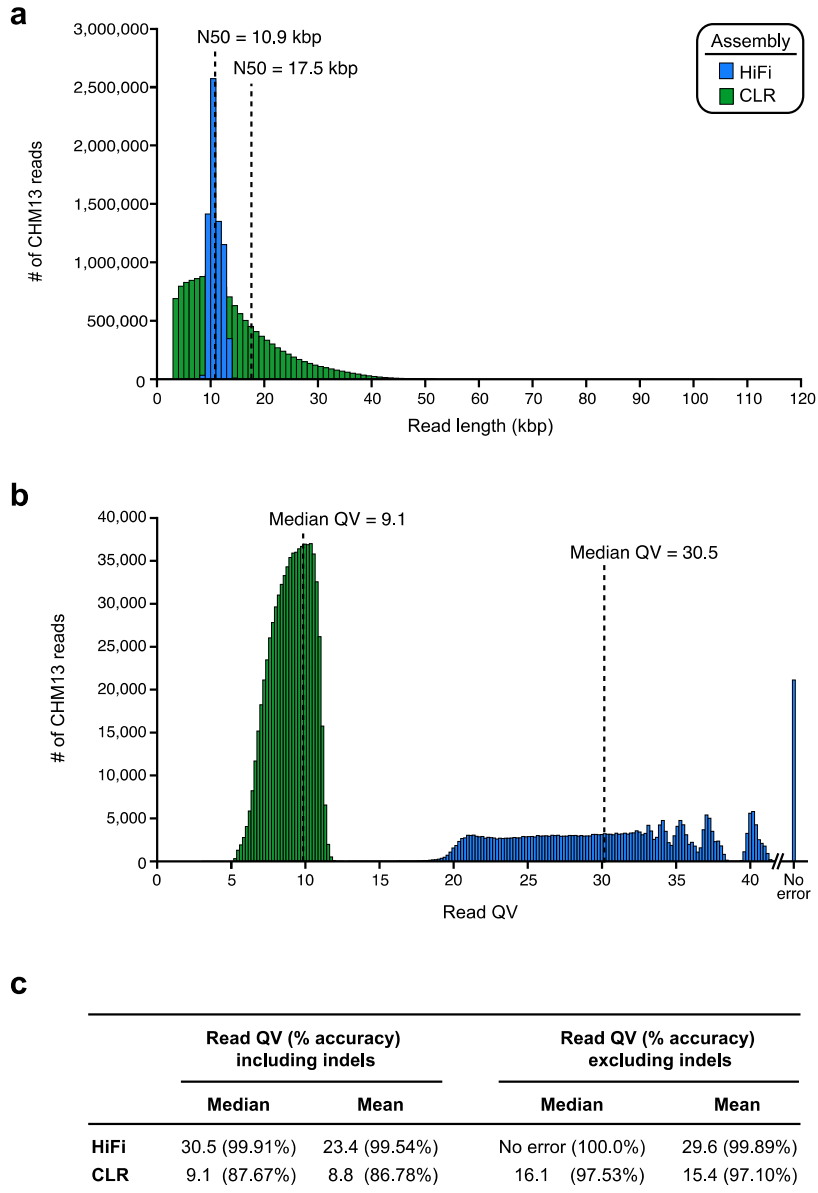 a
3,000,000
2,500,000
2,000,000
1,500,000
1,000,000
500,000
0
# of CHM13 reads
N50 = 10.9 kbp
N50 = 17.5 kbp
Assembly
HiFi
CLR
0 10 20 30 40 50 60 70 80 90 100 110 120
Read length (kbp)
b
40,000
35,000
30,000
25,000
20,000
15,000
10,000
5,000
0
# of CHM13 reads
Median QV = 9.1
Median QV = 30.5
0 5 10 15 20 25 30 35 40 No error
Read QV
c
Read QV (% accuracy) including indels
Read QV (% accuracy) excluding indels
Median Mean Median Mean
HiFi 30.5 (99.91%) 23.4 (99.54%) No error (100.0%) 29.6 (99.89%)
CLR 9.1 (87.67%) 8.8 (86.78%) 16.1 (97.53%) 15.4 (97.10%)